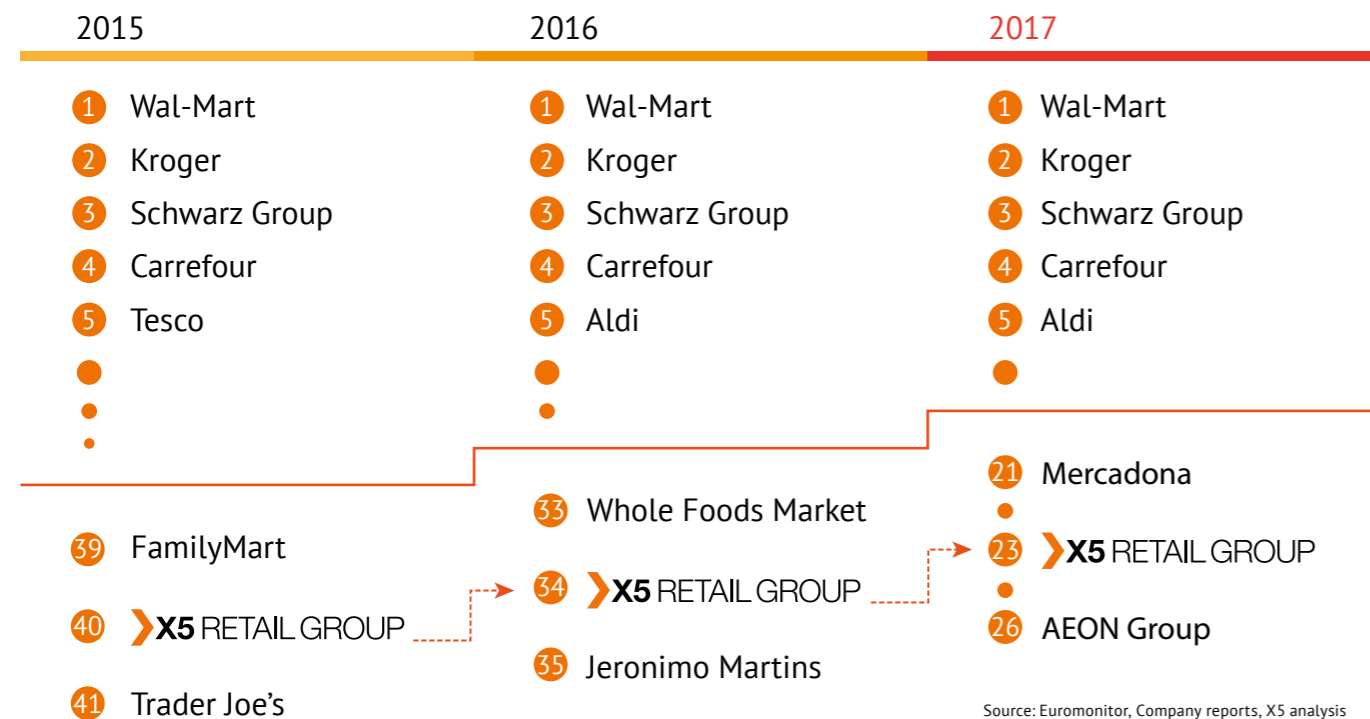 2015
1 Wal-Mart
2 Kroger
3 Schwarz Group
4 Carrefour
5 Tesco
39 FamilyMart
40 X5 RETAIL GROUP
41 Trader Joe’s
2016
1 Wal-Mart
2 Kroger
3 Schwarz Group
4 Carrefour
5 Aldi
33 Whole Foods Market
34 X5 RETAIL GROUP
35 Jeronimo Martins
2017
1 Wal-Mart
2 Kroger
3 Schwarz Group
4 Carrefour
5 Aldi
21 Mercadona
23 X5 RETAIL GROUP
26 AEON Group
Source: Euromonitor, Company reports, X5 analysis